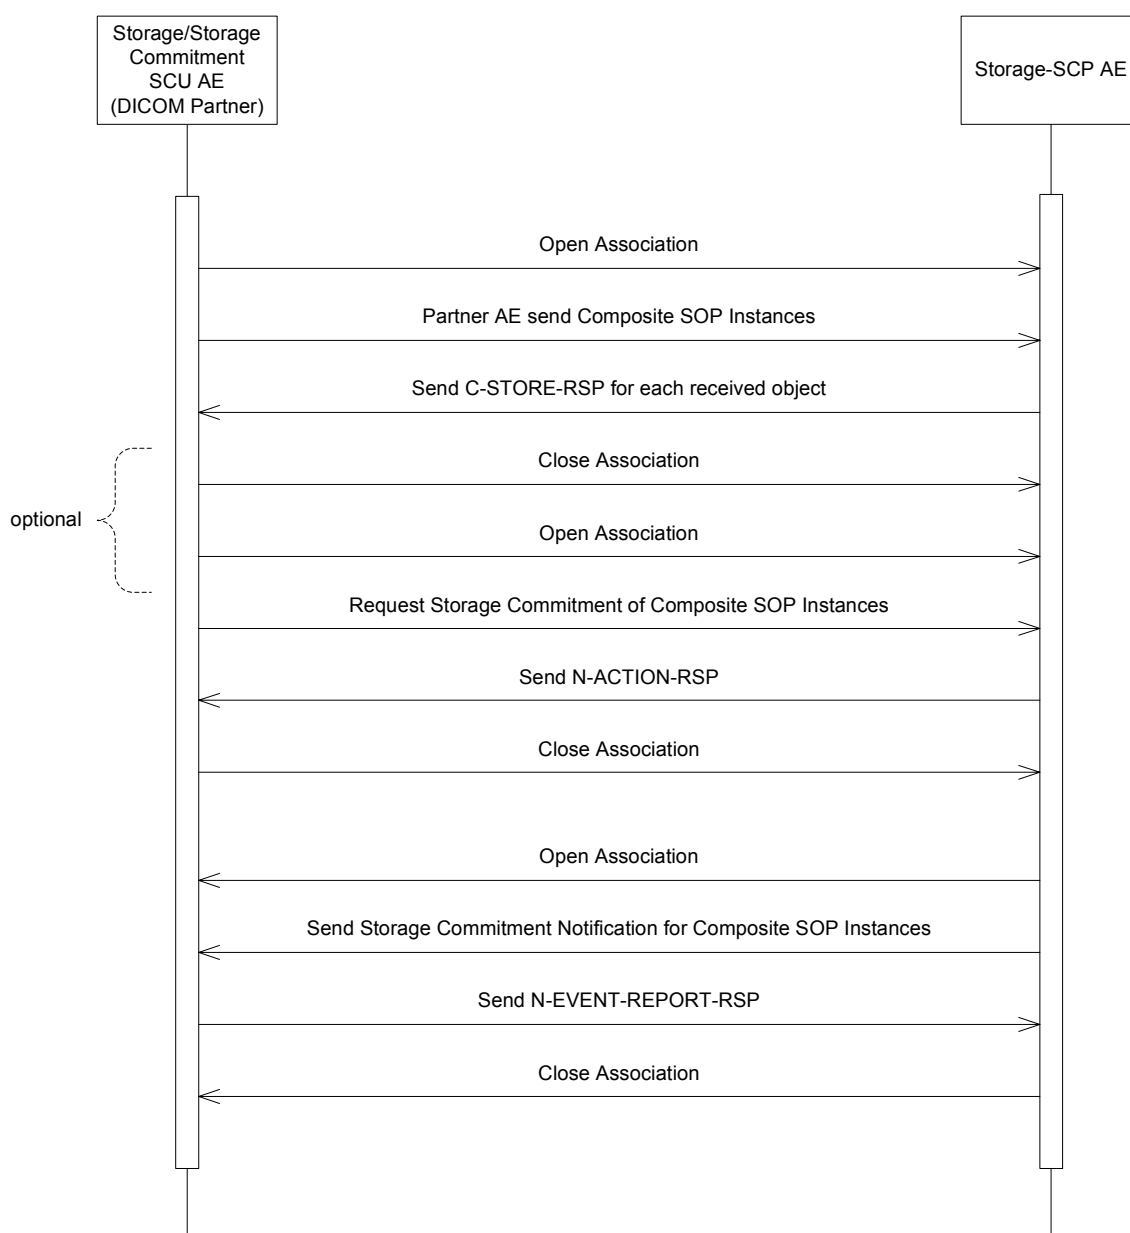 Storage/Storage
Commitment
SCU AE
(DICOM Partner)
Storage-SCP AE
Open Association
Partner AE send Composite SOP Instances
Send C-STORE-RSP for each received object
Close Association
optional
Open Association
Request Storage Commitment of Composite SOP Instances
Send N-ACTION-RSP
Close Association
Open Association
Send Storage Commitment Notification for Composite SOP Instances
Send N-EVENT-REPORT-RSP
Close Association